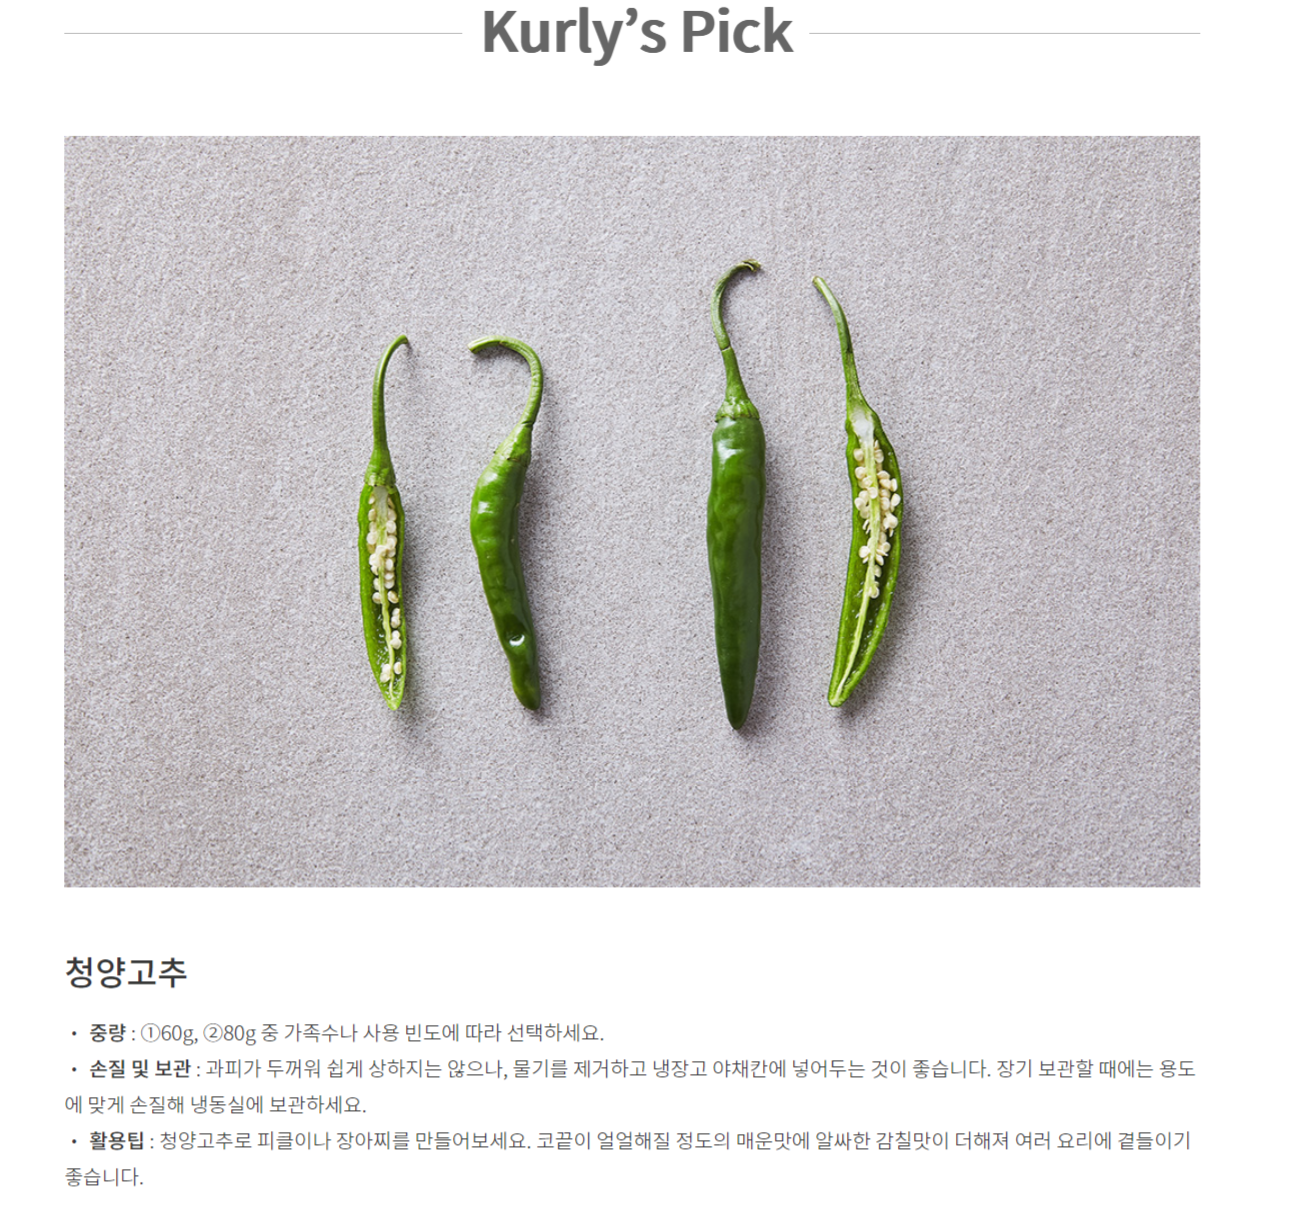 Kurly’s Pick
청양고추
• 중량 : ①60g, ②80g 중 가족수나 사용 빈도에 따라 선택하세요.
• 손질 및 보관 : 과피가 두꺼워 쉽게 상하지는 않으나, 물기를 제거하고 냉장고 야채칸에 넣어두는 것이 좋습니다. 장기 보관할 때에는 용도
에 맞게 손질해 냉동실에 보관하세요.
• 활용팁 : 청양고추로 피클이나 장아찌를 만들어보세요. 코끝이 얼얼해질 정도의 매운맛에 알싸한 감칠맛이 더해져 여러 요리에 곁들이기
좋습니다.